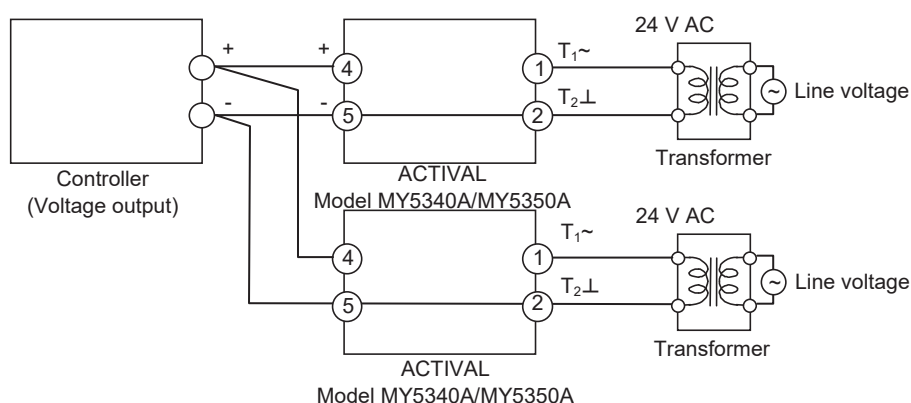 24 V AC
+ + T₁~
4 1
- - T₂⊥
5 2
Line voltage
Transformer
Controller
(Voltage output)
ACTIVAL
Model MY5340A/MY5350A
24 V AC
T₁~
4 1
T₂⊥
5 2
Line voltage
Transformer
ACTIVAL
Model MY5340A/MY5350A